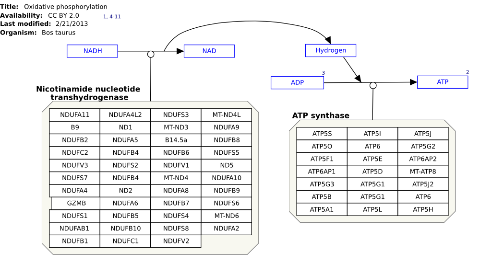 Title: Oxidative phosphorylation
Availability: CC BY 2.0
Last modified: 2/21/2013
Organism: Bos taurus
1, 4 11
NADH
NAD
Hydrogen
ADP
3
ATP
2
Nicotinamide nucleotide
transhydrogenase
NDUFA11 NDUFA4L2 NDUFS3 MT-ND4L
B9 ND1 MT-ND3 NDUFA9
NDUFB2 NDUFA5 B14.5a NDUFB8
NDUFC2 NDUFB4 NDUFB6 NDUFS5
NDUFV3 NDUFS2 NDUFV1 ND5
NDUFS7 NDUFB4 MT-ND4 NDUFA10
NDUFA4 ND2 NDUFA8 NDUFB9
GZMB NDUFA6 NDUFB7 NDUFS6
NDUFS1 NDUFB5 NDUFS4 MT-ND6
NDUFAB1 NDUFB10 NDUFS8 NDUFA2
NDUFB1 NDUFC1 NDUFV2
ATP synthase
ATP5S ATP5I ATP5J
ATP5O ATP6 ATP5G2
ATP5F1 ATP5E ATP6AP2
ATP6AP1 ATP5D MT-ATP8
ATP5G3 ATP5G1 ATP5J2
ATP5B ATP5G1 ATP6
ATP5A1 ATP5L ATP5H